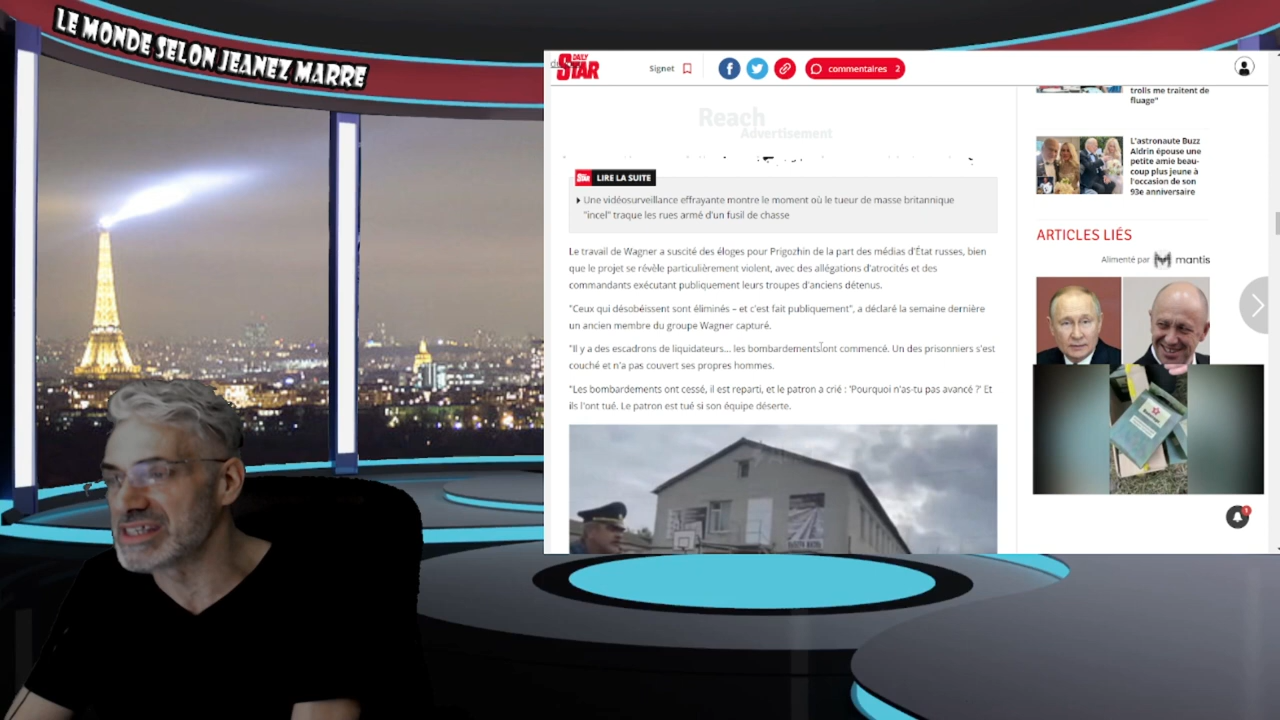 LE MONDE SELON JEANEZ MARRE
DAILY STAR
Signet
commentaires 2
trolls me traitent de
fluage"
Reach
Advertisement
L'astronaute Buzz
Aldrin épouse une
petite amie beau-
coup plus jeune à
l'occasion de son
93e anniversaire
STAR LIRE LA SUITE
Une vidéosurveillance effrayante montre le moment où le tueur de masse britannique
"incel" traque les rues armé d'un fusil de chasse
ARTICLES LIÉS
Alimenté par mantis
Le travail de Wagner a suscité des éloges pour Prigozhin de la part des médias d'État russes, bien
que le projet se révèle particulièrement violent, avec des allégations d'atrocités et des
commandants exécutant publiquement leurs troupes d'anciens détenus.
"Ceux qui désobéissent sont éliminés – et c'est fait publiquement", a déclaré la semaine dernière
un ancien membre du groupe Wagner capturé.
"Il y a des escadrons de liquidateurs... les bombardements ont commencé. Un des prisonniers s'est
couché et n'a pas couvert ses propres hommes.
"Les bombardements ont cessé, il est reparti, et le patron a crié : 'Pourquoi n'as-tu pas avancé ?' Et
ils l'ont tué. Le patron est tué si son équipe déserte.
1